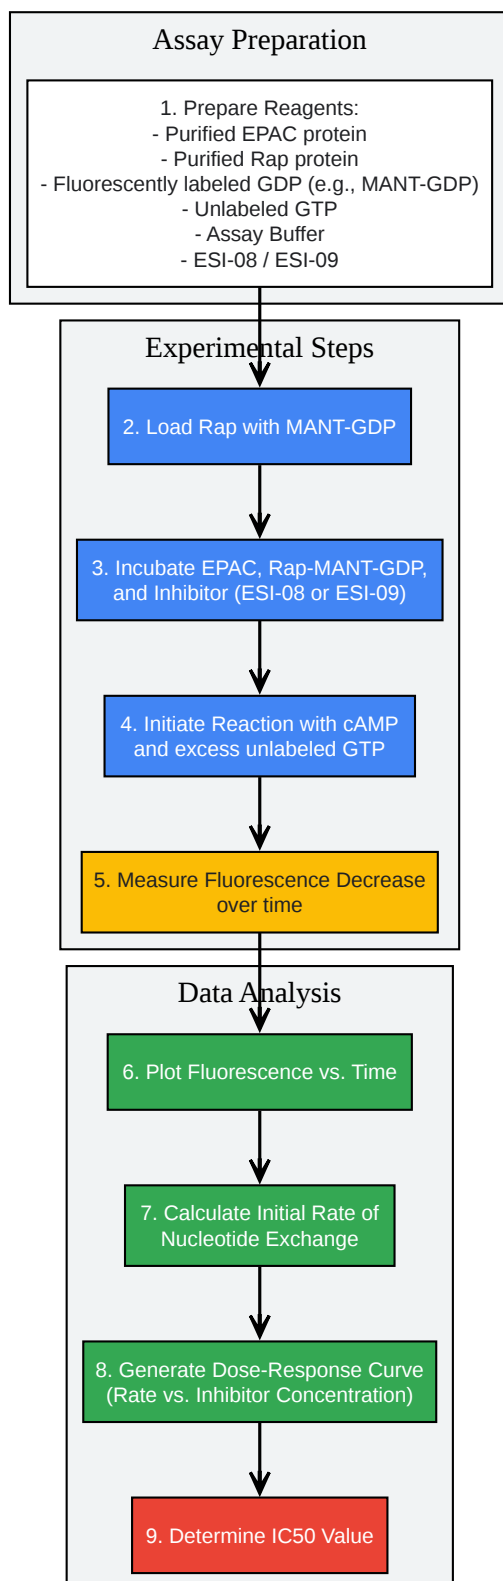 Assay Preparation
1. Prepare Reagents:
- Purified EPAC protein
- Purified Rap protein
- Fluorescently labeled GDP (e.g., MANT-GDP)
- Unlabeled GTP
- Assay Buffer
- ESI-08 / ESI-09
Experimental Steps
2. Load Rap with MANT-GDP
3. Incubate EPAC, Rap-MANT-GDP,
and Inhibitor (ESI-08 or ESI-09)
4. Initiate Reaction with cAMP
and excess unlabeled GTP
5. Measure Fluorescence Decrease
over time
Data Analysis
6. Plot Fluorescence vs. Time
7. Calculate Initial Rate of
Nucleotide Exchange
8. Generate Dose-Response Curve
(Rate vs. Inhibitor Concentration)
9. Determine IC50 Value